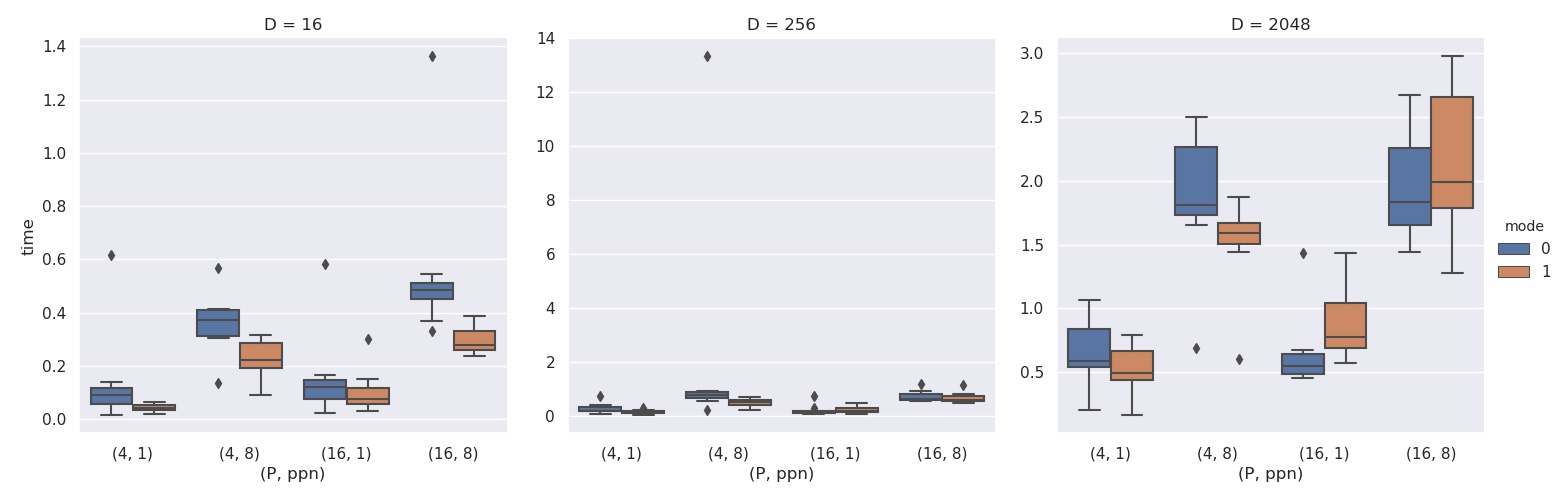 D = 16
1.4
1.2
1.0
0.8
0.6
0.4
0.2
0.0
time
(4, 1) (4, 8) (16, 1) (16, 8)
(P, ppn)
D = 256
14
12
10
8
6
4
2
0
(4, 1) (4, 8) (16, 1) (16, 8)
(P, ppn)
D = 2048
3.0
2.5
2.0
1.5
1.0
0.5
(4, 1) (4, 8) (16, 1) (16, 8)
(P, ppn)
mode
0
1